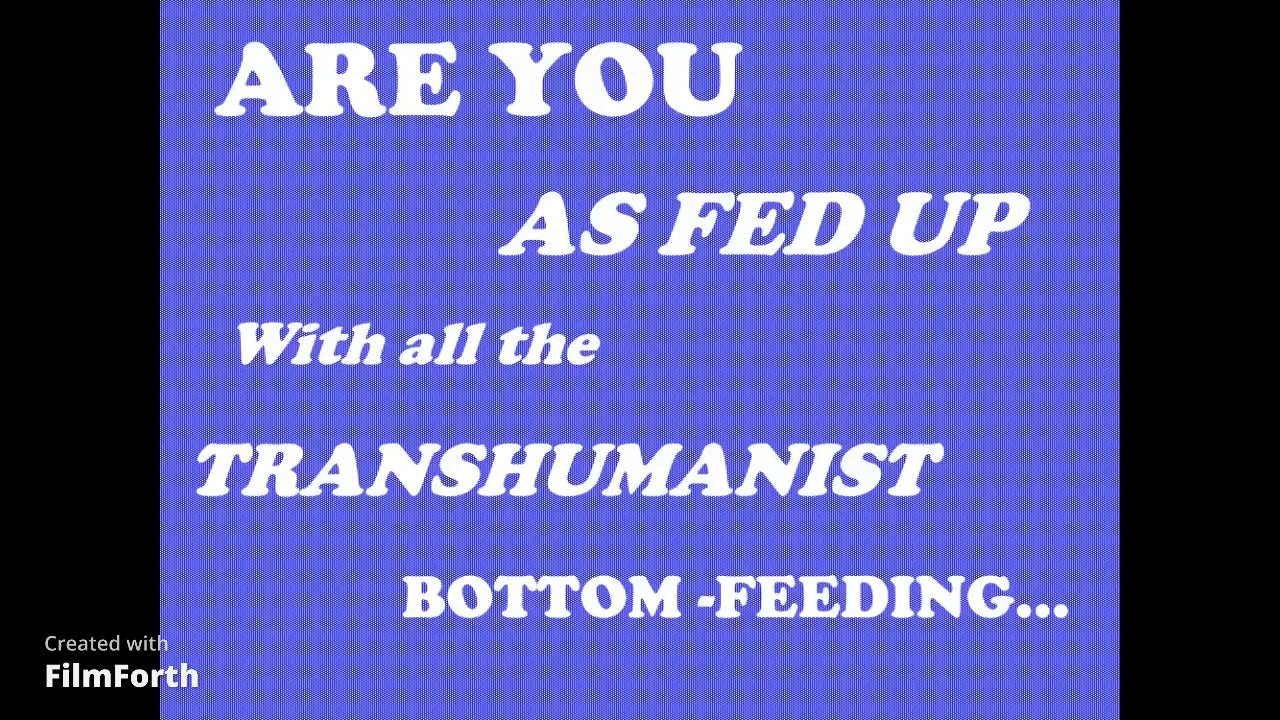 ARE YOU
AS FED UP
With all the
TRANSHUMANIST
BOTTOM -FEEDING...
Created with
FilmForth